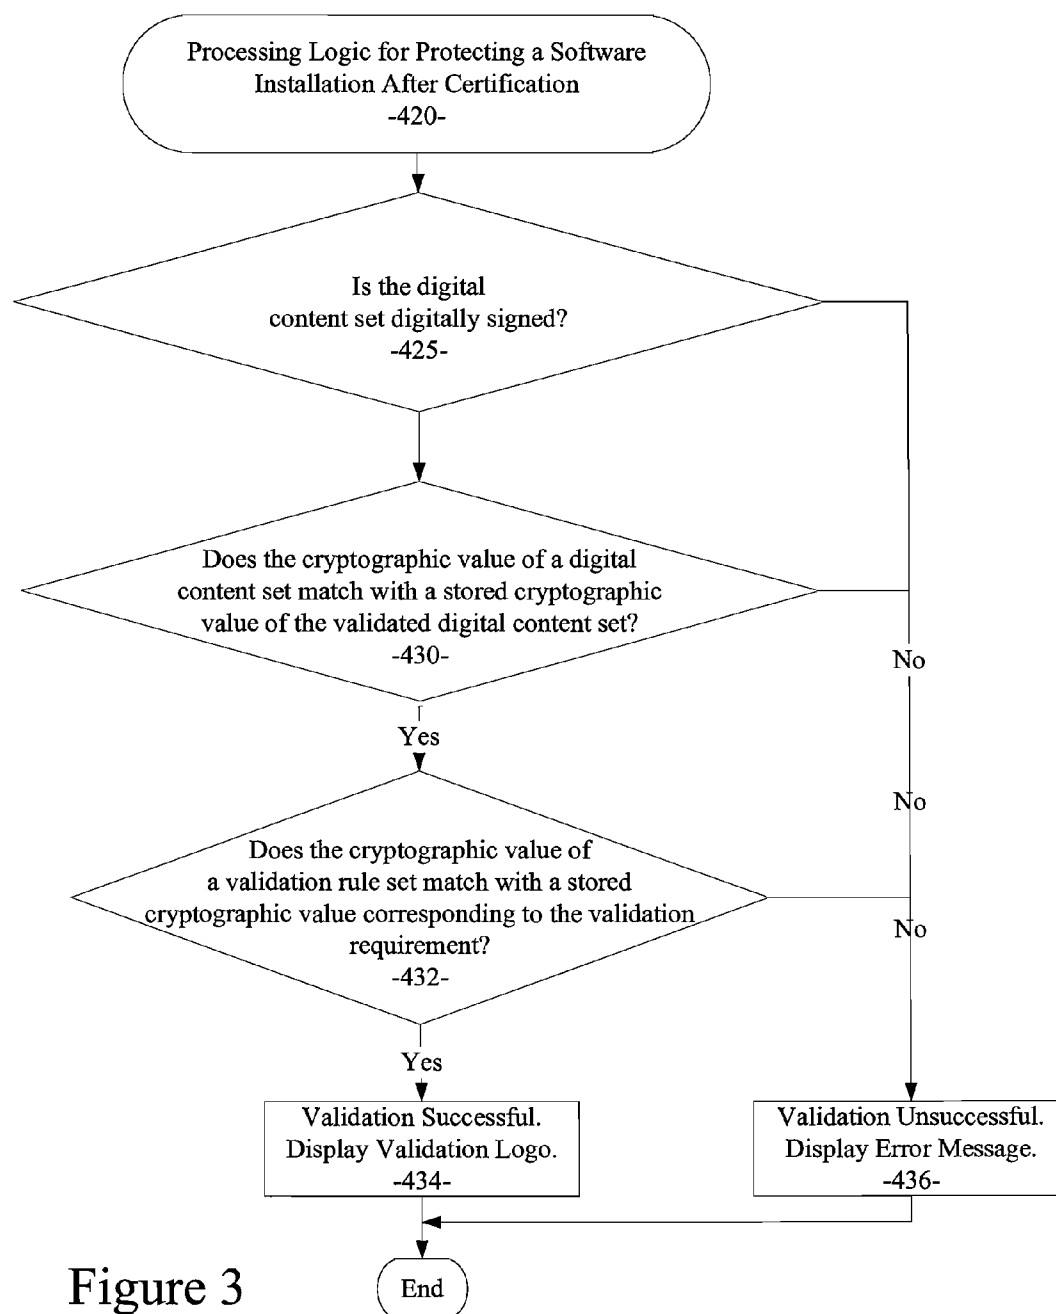 Processing Logic for Protecting a Software
Installation After Certification
-420-
Is the digital
content set digitally signed?
-425-
Does the cryptographic value of a digital
content set match with a stored cryptographic
value of the validated digital content set?
-430-
No
Yes
No
Does the cryptographic value of
a validation rule set match with a stored
cryptographic value corresponding to the validation
requirement?
-432-
No
Yes
Validation Successful.
Display Validation Logo.
-434-
Validation Unsuccessful.
Display Error Message.
-436-
End
Figure 3